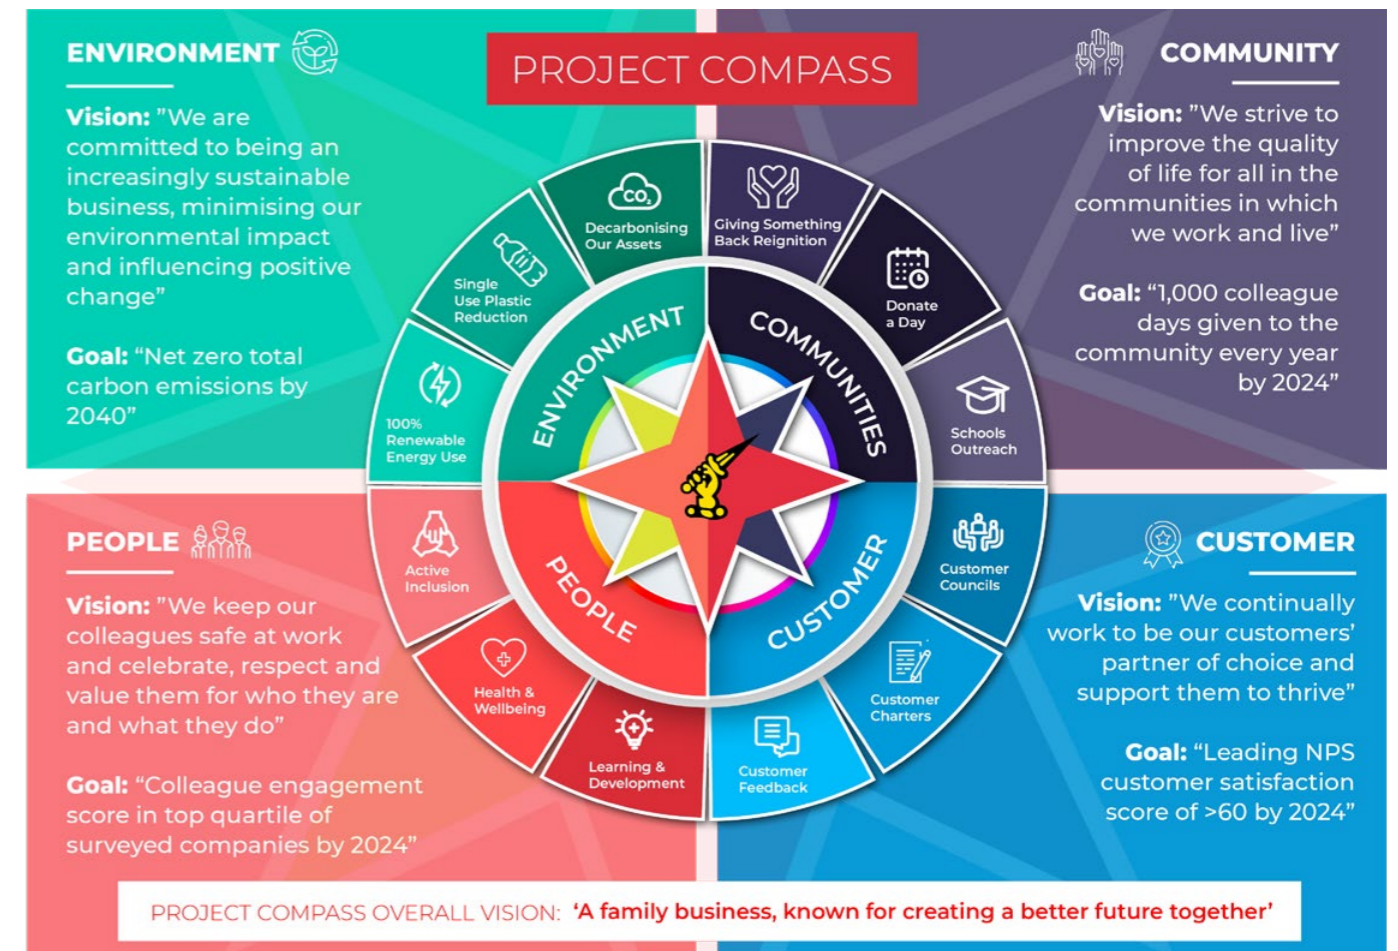 PROJECT COMPASS
ENVIRONMENT
Vision: ”We are
committed to being an
increasingly sustainable
business, minimising our
environmental impact
and influencing positive
change”
Goal: “Net zero total
carbon emissions by
2040”
COMMUNITY
Vision: "We strive to
improve the quality
of life for all in the
communities in which
we work and live”
Goal: “1,000 colleague
days given to the
community every year
by 2024”
Decarbonising
Our Assets
Single
Use Plastic
Reduction
100%
Renewable
Energy Use
Giving Something
Back Reignition
Donate
a Day
Schools
Outreach
CO₂
ENVIRONMENT
COMMUNITIES
PEOPLE
CUSTOMER
Active
Inclusion
Health &
Wellbeing
Learning &
Development
Customer
Councils
Customer
Charters
Customer
Feedback
PEOPLE
Vision: ”We keep our
colleagues safe at work
and celebrate, respect and
value them for who they are
and what they do”
Goal: “Colleague engagement
score in top quartile of
surveyed companies by 2024”
CUSTOMER
Vision: ”We continually
work to be our customers’
partner of choice and
support them to thrive”
Goal: “Leading NPS
customer satisfaction
score of >60 by 2024”
PROJECT COMPASS OVERALL VISION: ‘A family business, known for creating a better future together’